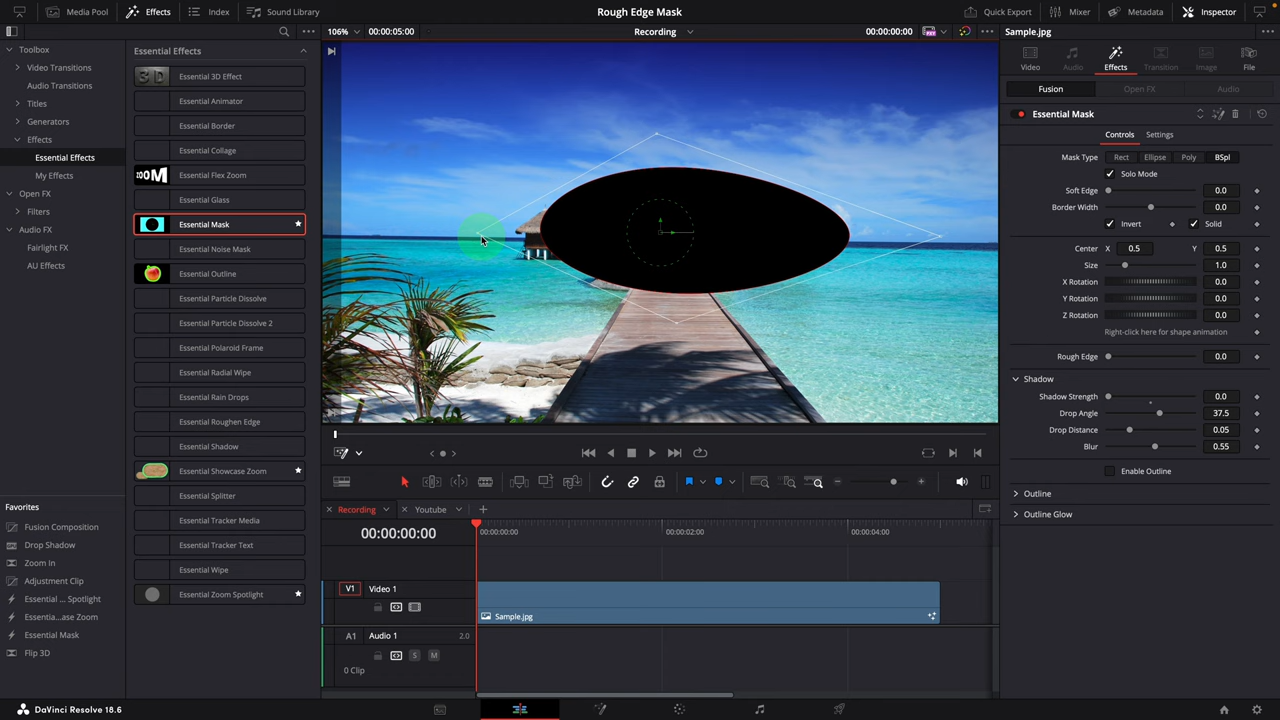 Media Pool
Effects
Index
Sound Library
Rough Edge Mask
Quick Export
Mixer
Metadata
Inspector
106%
00:00:05:00
Recording
00:00:00:00
Sample.jpg
Toolbox
Video Transitions
Audio Transitions
Titles
Generators
Effects
Essential Effects
My Effects
Open FX
Filters
Audio FX
Fairlight FX
AU Effects
Favorites
Fusion Composition
Drop Shadow
Zoom In
Adjustment Clip
Essential ... Spotlight
Essentia...ase Zoom
Essential Mask
Flip 3D
Essential Effects
3D
Essential 3D Effect
Essential Animator
Essential Border
Essential Collage
ZOOM
Essential Flex Zoom
Essential Glass
Essential Mask
Essential Noise Mask
Essential Outline
Essential Particle Dissolve
Essential Particle Dissolve 2
Essential Polaroid Frame
Essential Radial Wipe
Essential Rain Drops
Essential Roughen Edge
Essential Shadow
Essential Showcase Zoom
Essential Splitter
Essential Tracker Media
Essential Tracker Text
Essential Wipe
Essential Zoom Spotlight
Video
Audio
Effects
Transition
Image
File
Fusion
Open FX
Audio
Essential Mask
Controls
Settings
Mask Type Rect Ellipse Poly BSpl
Solo Mode
Soft Edge 0.0
Border Width 0.0
Invert Solid
Center X 0.5 Y 0.5
Size 1.0
X Rotation 0.0
Y Rotation 0.0
Z Rotation 0.0
Right-click here for shape animation
Rough Edge 0.0
Shadow
Shadow Strength 0.0
Drop Angle 37.5
Drop Distance 0.05
Blur 0.55
Enable Outline
Outline
Outline Glow
Recording
Youtube
00:00:00:00
00:00:00:00
00:00:02:00
00:00:04:00
V1 Video 1
Sample.jpg
A1 Audio 1 2.0
S M
0 Clip
DaVinci Resolve 18.6